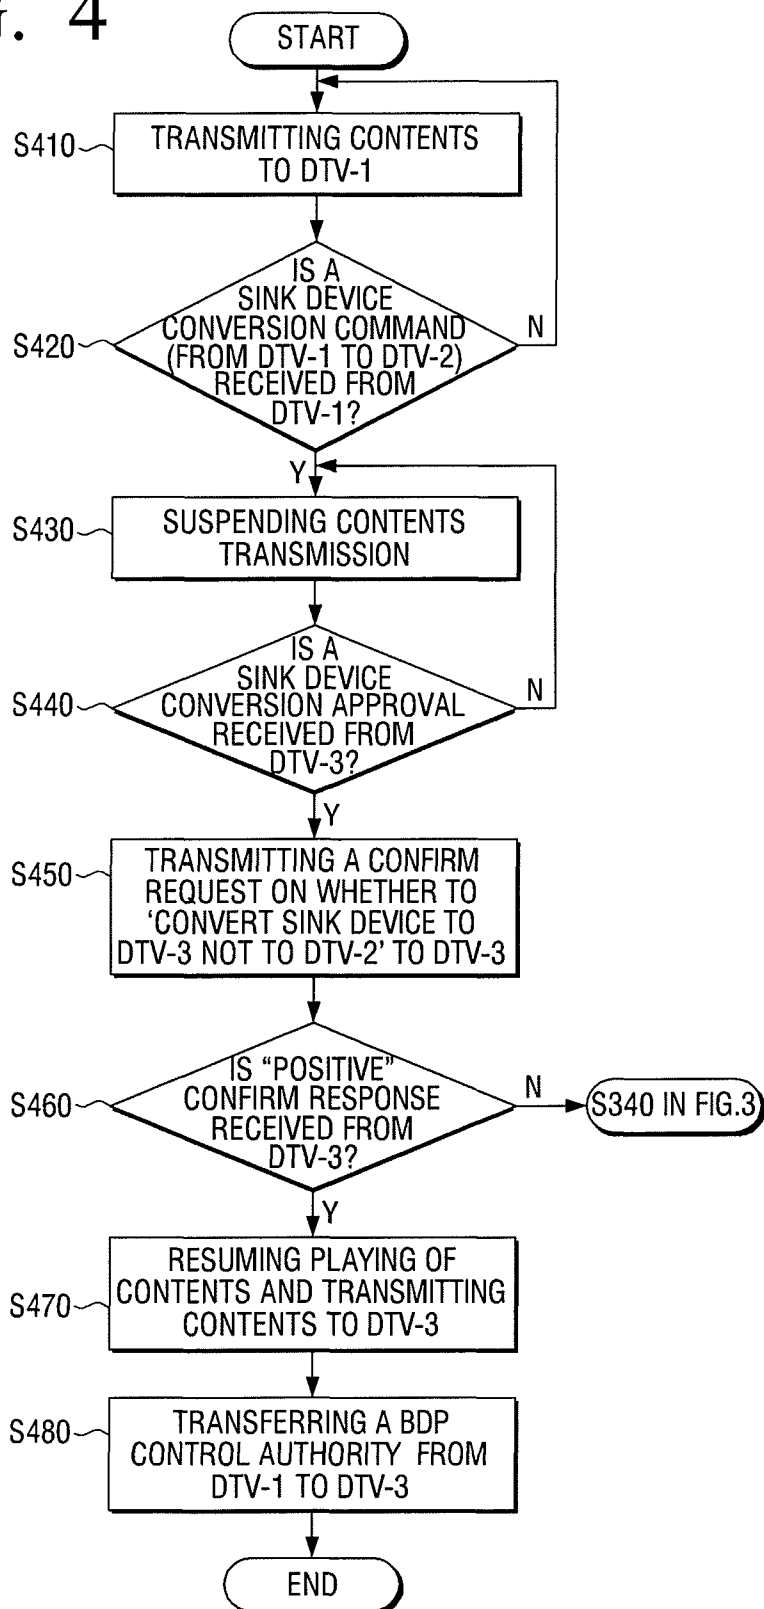 G. 4
START
S410
TRANSMITTING CONTENTS
TO DTV-1
IS A
SINK DEVICE
CONVERSION COMMAND
(FROM DTV-1 TO DTV-2)
RECEIVED FROM
DTV-1?
S420
N
Y
S430
SUSPENDING CONTENTS
TRANSMISSION
IS A
SINK DEVICE
CONVERSION APPROVAL
RECEIVED FROM
DTV-3?
S440
N
Y
S450
TRANSMITTING A CONFIRM
REQUEST ON WHETHER TO
‘CONVERT SINK DEVICE TO
DTV-3 NOT TO DTV-2’ TO DTV-3
IS “POSITIVE”
CONFIRM RESPONSE
RECEIVED FROM
DTV-3?
S460
N
S340 IN FIG.3
Y
S470
RESUMING PLAYING OF
CONTENTS AND TRANSMITTING
CONTENTS TO DTV-3
S480
TRANSFERRING A BDP
CONTROL AUTHORITY FROM
DTV-1 TO DTV-3
END